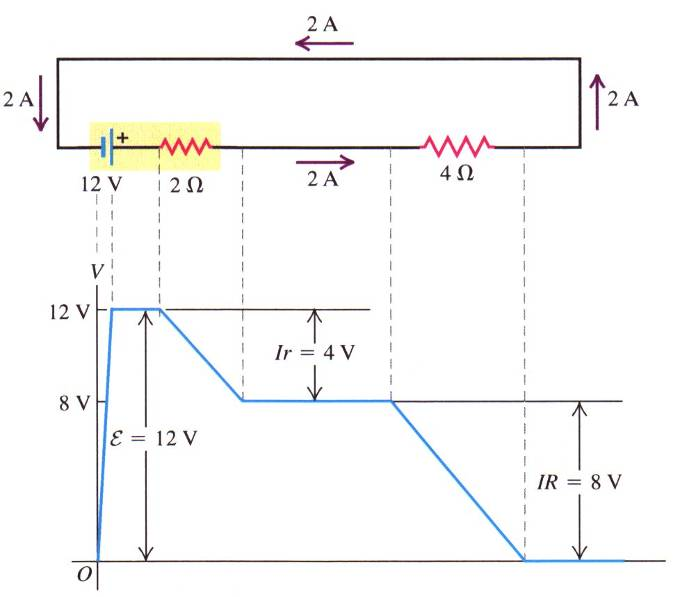 2 A
2 A
2 A
+
12 V
2 Ω
2 A
4 Ω
V
12 V
Ir = 4 V
8 V
ℰ = 12 V
IR = 8 V
O